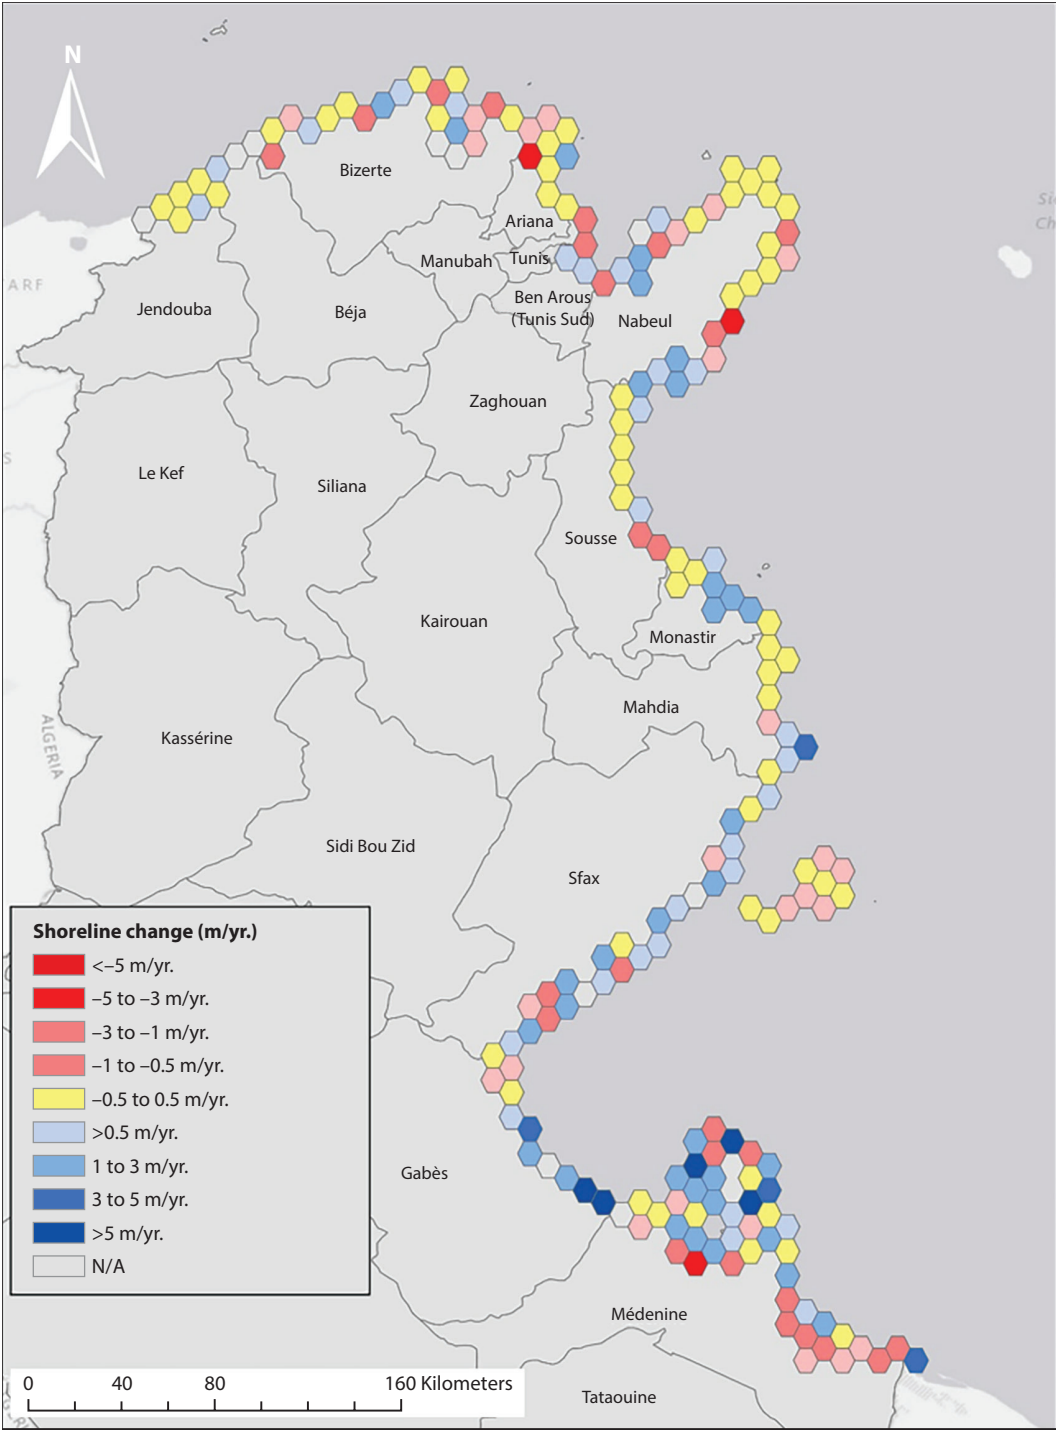 N
Si
Ch
Bizerte
Ariana
Tunis
Manubah
ARF
Ben Arous
(Tunis Sud)
Nabeul
Jendouba
Béja
Zaghouan
Le Kef
Siliana
Sousse
Kairouan
Monastir
Mahdia
ALGERIA
Kassérine
Sidi Bou Zid
Sfax
Shoreline change (m/yr.)
<–5 m/yr.
–5 to –3 m/yr.
–3 to –1 m/yr.
–1 to –0.5 m/yr.
–0.5 to 0.5 m/yr.
>0.5 m/yr.
1 to 3 m/yr.
3 to 5 m/yr.
>5 m/yr.
N/A
Gabès
Médenine
Tataouine
0 40 80 160 Kilometers